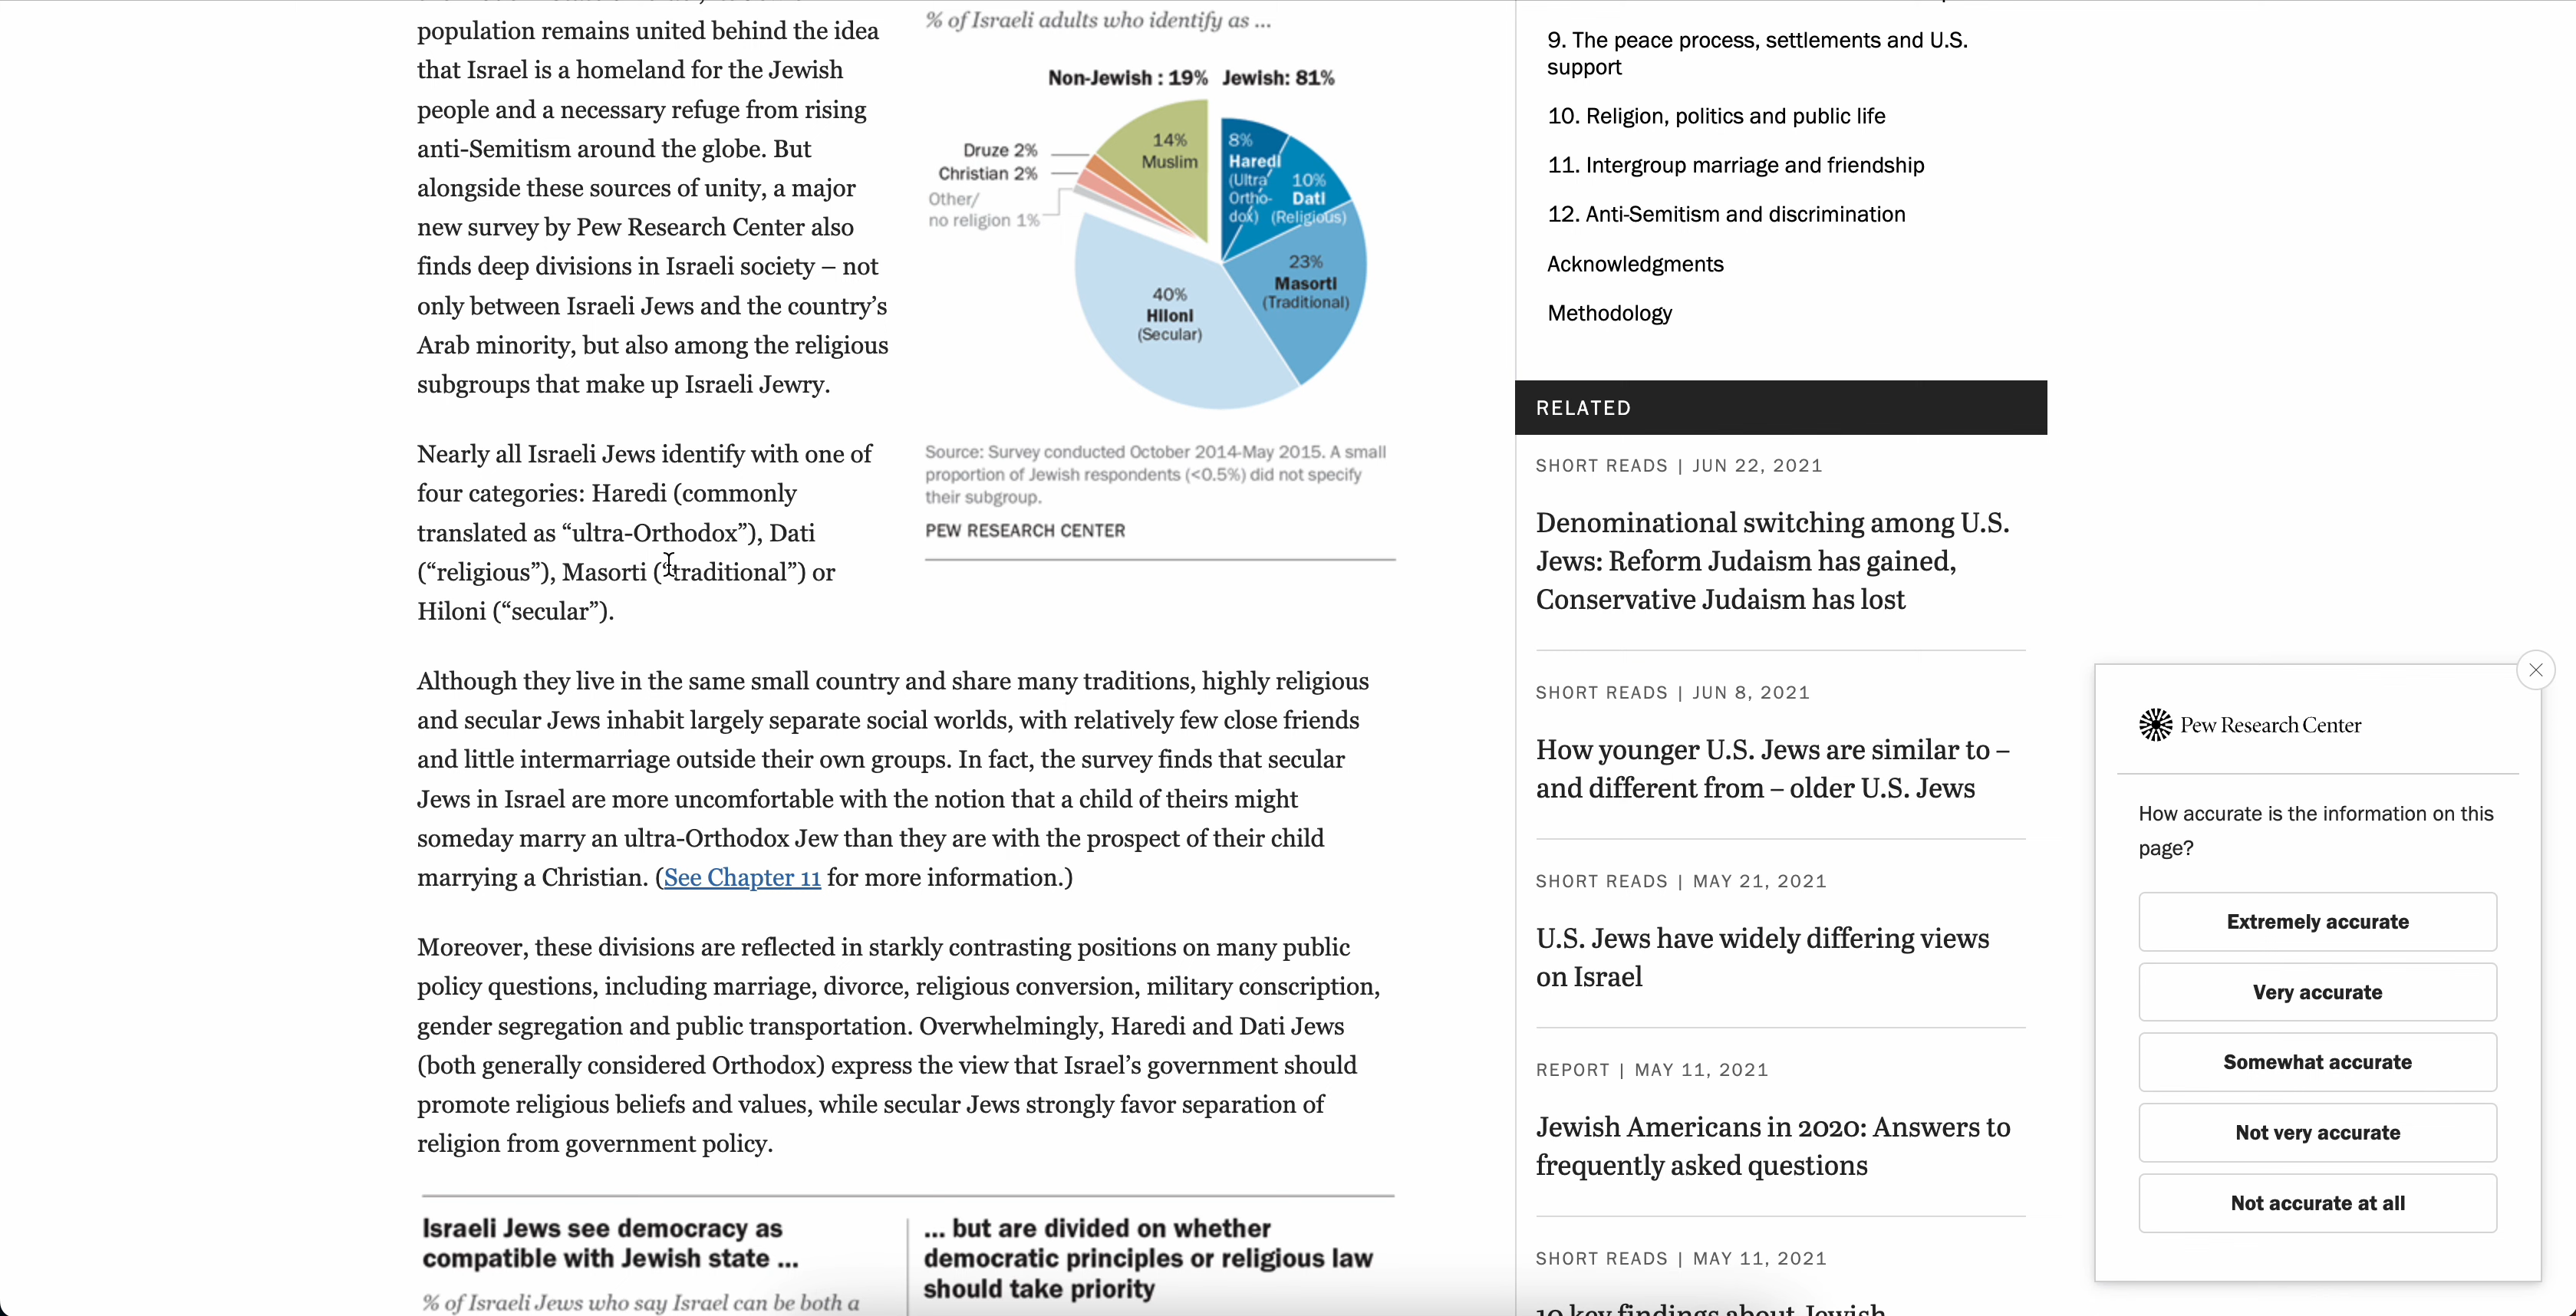 population remains united behind the idea
that Israel is a homeland for the Jewish
people and a necessary refuge from rising
anti-Semitism around the globe. But
alongside these sources of unity, a major
new survey by Pew Research Center also
finds deep divisions in Israeli society – not
only between Israeli Jews and the country’s
Arab minority, but also among the religious
subgroups that make up Israeli Jewry.
Nearly all Israeli Jews identify with one of
four categories: Haredi (commonly
translated as “ultra-Orthodox”), Dati
(“religious”), Masorti (“traditional”) or
Hiloni (“secular”).
% of Israeli adults who identify as ...
Non-Jewish : 19% Jewish: 81%
14%
Muslim
Druze 2%
Christian 2%
Other/
no religion 1%
8%
Haredi
(Ultra
Ortho-
dox)
10%
Dati
(Religious)
23%
Masorti
(Traditional)
40%
Hiloni
(Secular)
Source: Survey conducted October 2014-May 2015. A small
proportion of Jewish respondents (<0.5%) did not specify
their subgroup.
PEW RESEARCH CENTER
Although they live in the same small country and share many traditions, highly religious
and secular Jews inhabit largely separate social worlds, with relatively few close friends
and little intermarriage outside their own groups. In fact, the survey finds that secular
Jews in Israel are more uncomfortable with the notion that a child of theirs might
someday marry an ultra-Orthodox Jew than they are with the prospect of their child
marrying a Christian. (See Chapter 11 for more information.)
Moreover, these divisions are reflected in starkly contrasting positions on many public
policy questions, including marriage, divorce, religious conversion, military conscription,
gender segregation and public transportation. Overwhelmingly, Haredi and Dati Jews
(both generally considered Orthodox) express the view that Israel’s government should
promote religious beliefs and values, while secular Jews strongly favor separation of
religion from government policy.
Israeli Jews see democracy as
compatible with Jewish state ...
% of Israeli Jews who say Israel can be both a
... but are divided on whether
democratic principles or religious law
should take priority
9. The peace process, settlements and U.S.
support
10. Religion, politics and public life
11. Intergroup marriage and friendship
12. Anti-Semitism and discrimination
Acknowledgments
Methodology
RELATED
SHORT READS | JUN 22, 2021
Denominational switching among U.S.
Jews: Reform Judaism has gained,
Conservative Judaism has lost
SHORT READS | JUN 8, 2021
How younger U.S. Jews are similar to –
and different from – older U.S. Jews
SHORT READS | MAY 21, 2021
U.S. Jews have widely differing views
on Israel
REPORT | MAY 11, 2021
Jewish Americans in 2020: Answers to
frequently asked questions
SHORT READS | MAY 11, 2021
10 key findings about Jewish
Pew Research Center
How accurate is the information on this
page?
Extremely accurate
Very accurate
Somewhat accurate
Not very accurate
Not accurate at all